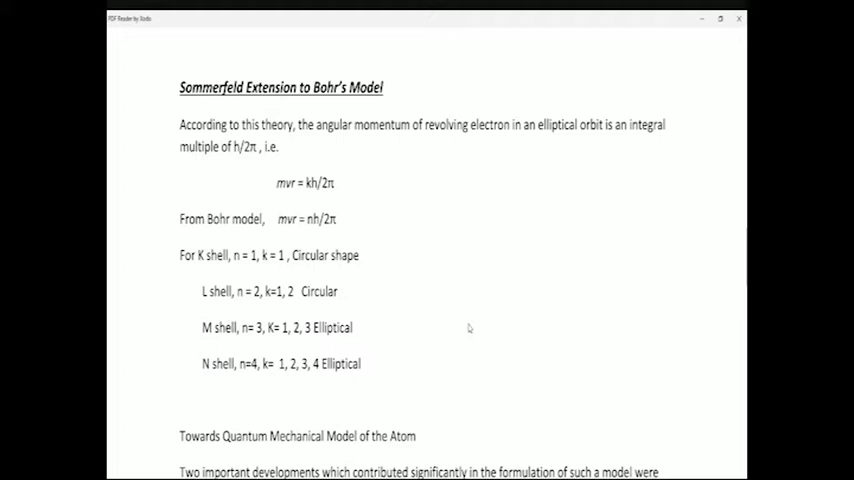 PDF Reader by Xodo
Sommerfeld Extension to Bohr's Model
According to this theory, the angular momentum of revolving electron in an elliptical orbit is an integral
multiple of h/2π , i.e.
mvr = kh/2π
From Bohr model, mvr = nh/2π
For K shell, n = 1, k = 1 , Circular shape
L shell, n = 2, k=1, 2 Circular
M shell, n= 3, K= 1, 2, 3 Elliptical
N shell, n=4, k= 1, 2, 3, 4 Elliptical
Towards Quantum Mechanical Model of the Atom
Two important developments which contributed significantly in the formulation of such a model were